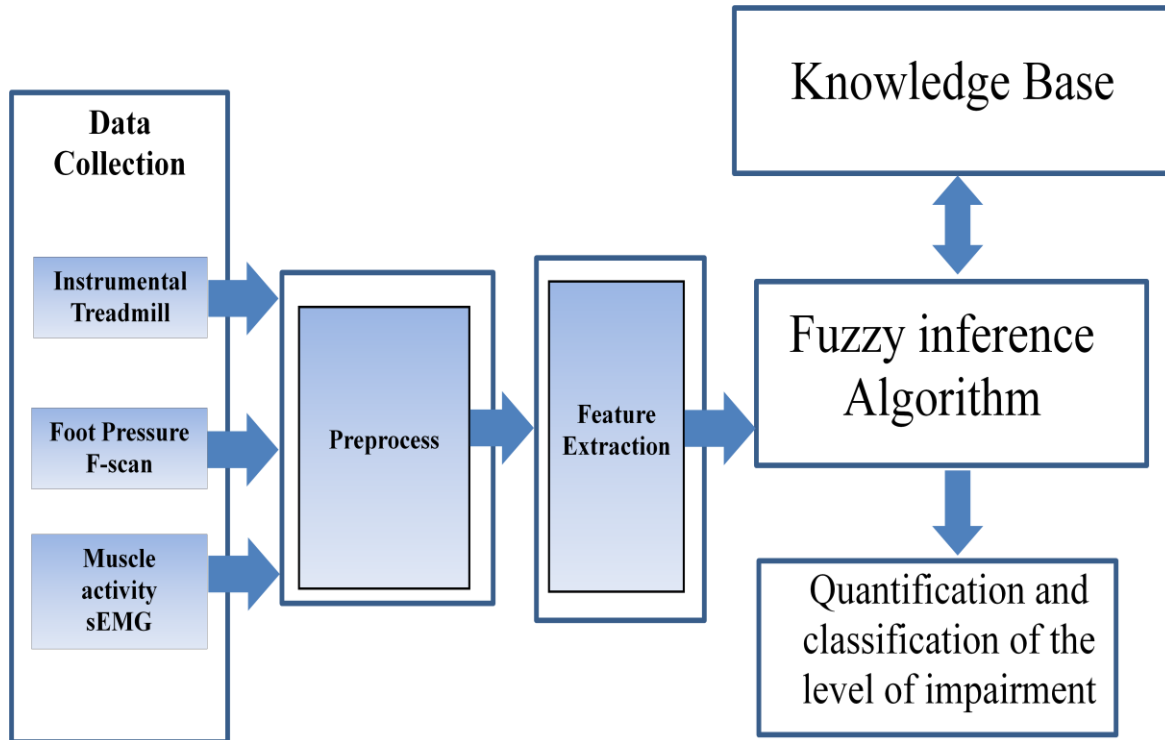 Data
Collection
Instrumental
Treadmill
Foot Pressure
F-scan
Muscle
activity
sEMG
Preprocess
Feature
Extraction
Knowledge Base
Fuzzy inference
Algorithm
Quantification and
classification of the
level of impairment